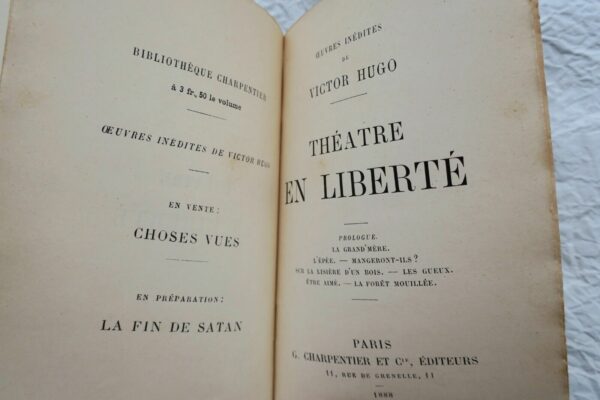 BIBLIOTHÈQUE CHARPENTIER
à 3 fr. 50 le volume
ŒUVRES INÉDITES DE VICTOR HUGO
EN VENTE :
CHOSES VUES
EN PRÉPARATION :
LA FIN DE SATAN
ŒUVRES INÉDITES
DE
VICTOR HUGO
THÉATRE
EN LIBERTÉ
PROLOGUE.
LA GRAND'MÈRE.
L'ÉPÉE. — MANGERONT-ILS ?
SUR LA LISIÈRE D'UN BOIS. — LES GUEUX.
ÊTRE AIMÉ. — LA FORÊT MOUILLÉE.
PARIS
G. CHARPENTIER ET Cie, ÉDITEURS
11, RUE DE GRENELLE, 11
1888